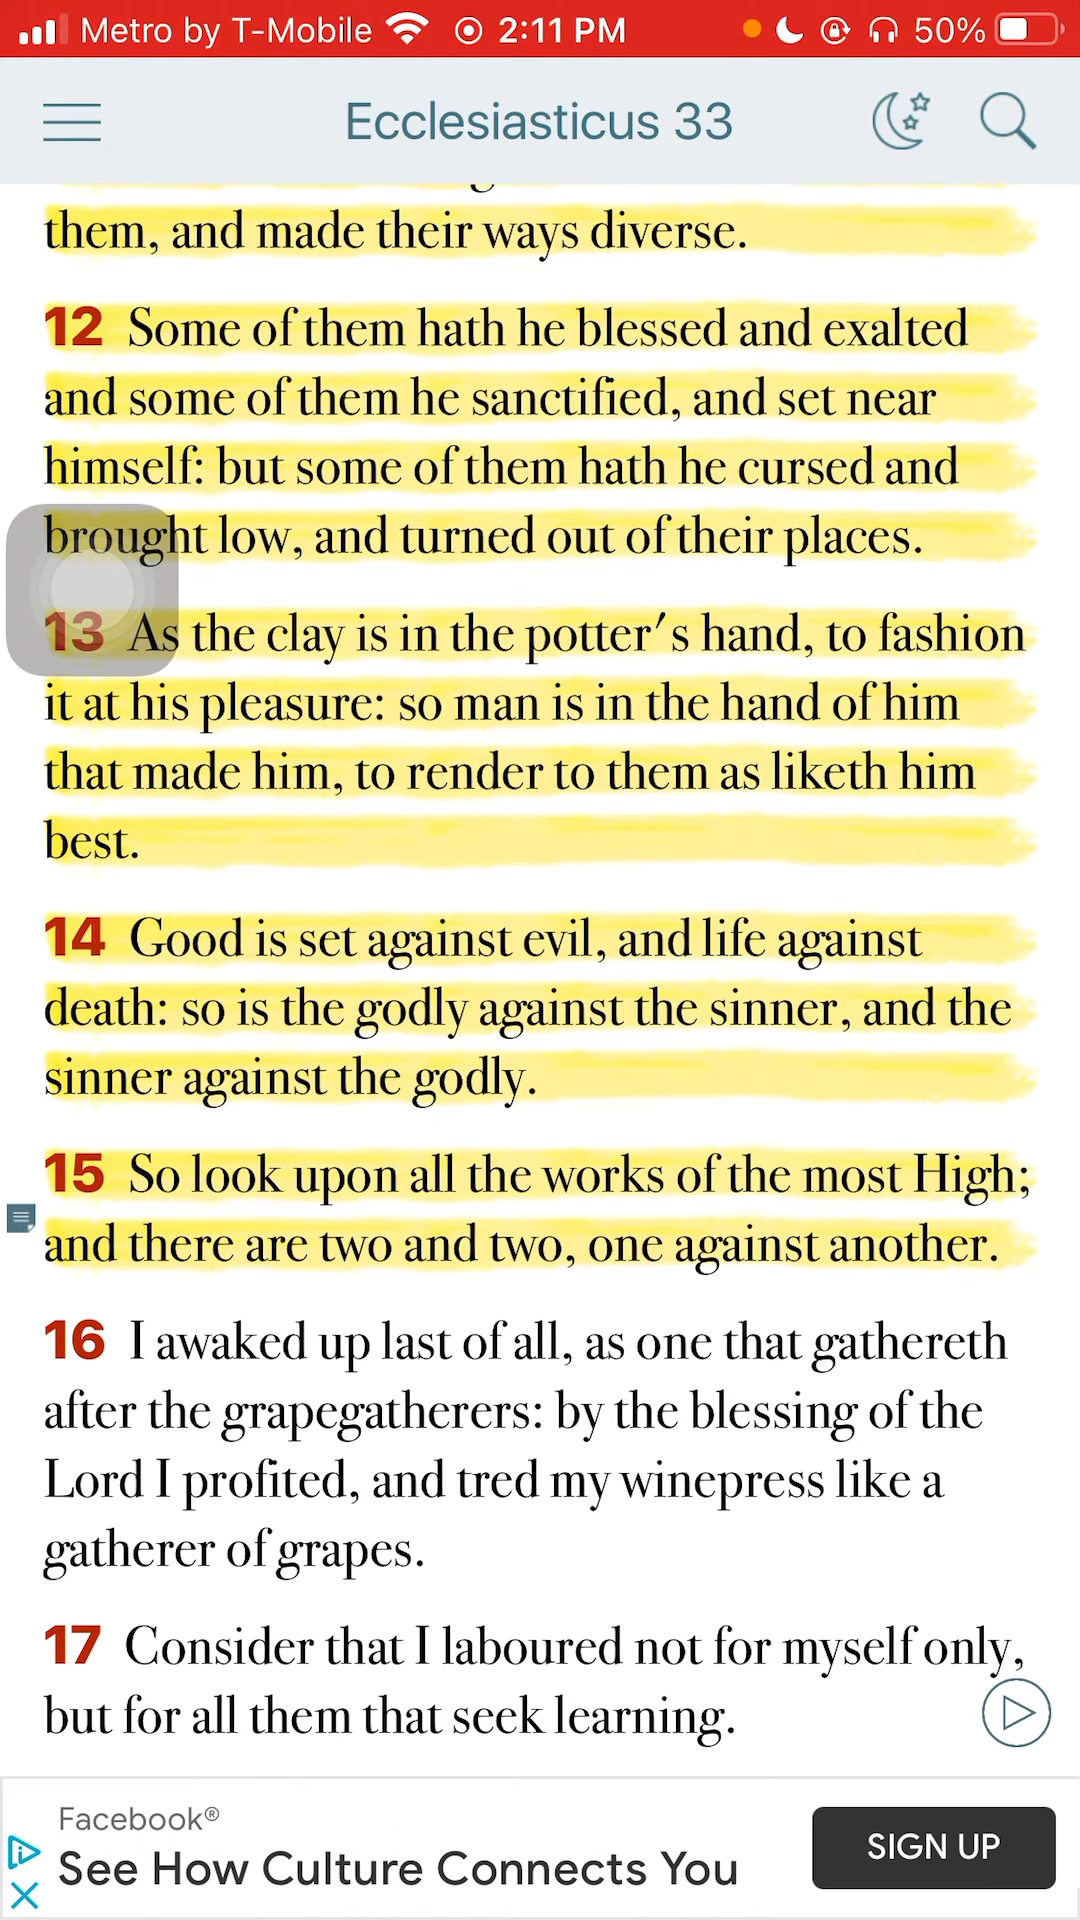 Metro by T-Mobile 2:11 PM 50%
Ecclesiasticus 33
them, and made their ways diverse.
12 Some of them hath he blessed and exalted
and some of them he sanctified, and set near
himself: but some of them hath he cursed and
brought low, and turned out of their places.
13 As the clay is in the potter's hand, to fashion
it at his pleasure: so man is in the hand of him
that made him, to render to them as liketh him
best.
14 Good is set against evil, and life against
death: so is the godly against the sinner, and the
sinner against the godly.
15 So look upon all the works of the most High;
and there are two and two, one against another.
16 I awaked up last of all, as one that gathereth
after the grapegatherers: by the blessing of the
Lord I profited, and tred my winepress like a
gatherer of grapes.
17 Consider that I laboured not for myself only,
but for all them that seek learning.
Facebook®
See How Culture Connects You
SIGN UP